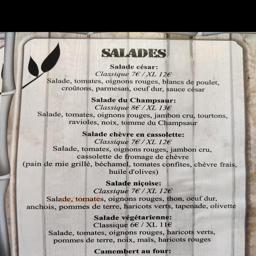 SALADES
Salade césar:
Classique 7€ / XL 12€
Salade, tomates, oignons rouges, blancs de poulet,
croûtons, parmesan, oeuf dur, sauce césar
Salade du Champsaur:
Classique 8€ / XL 13€
Salade, tomates, oignons rouges, jambon cru, tourtons,
ravioles, noix, tomme du Champsaur
Salade chèvre en cassolette:
Classique 7€ / XL 12€
Salade, tomates, oignons rouges, jambon cru,
cassolette de fromage de chèvre
(pain de mie grillé, béchamel, tomates confites, chèvre frais,
huile d'olives)
Salade niçoise:
Classique 7€ / XL 12€
Salade, tomates, oignons rouges, thon, oeuf dur,
anchois, pommes de terre, haricots verts, tapenade, olivette
Salade végétarienne:
Classique 6€ / XL 11€
Salade, tomates, oignons rouges, haricots verts,
pommes de terre, noix, maïs, haricots rouges
Camembert au four: